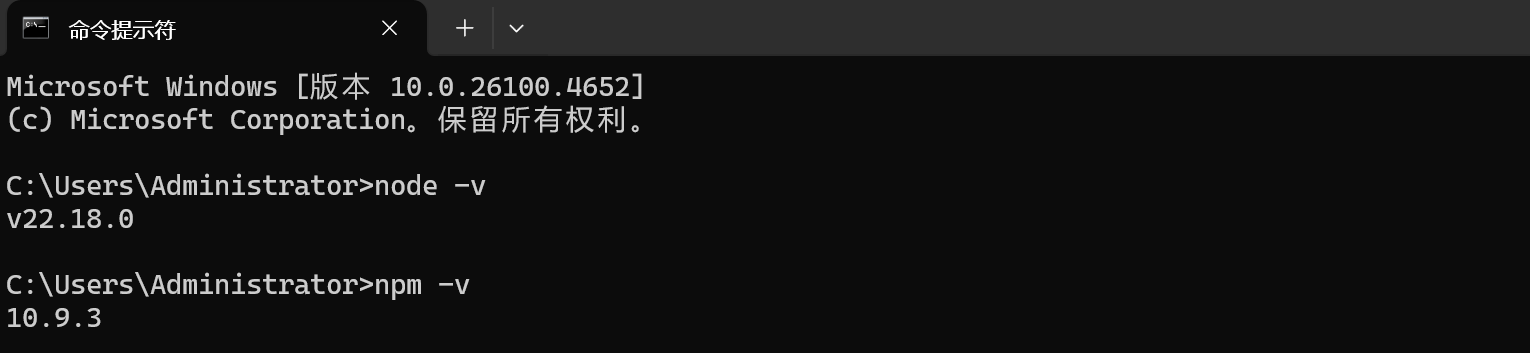 命令提示符
Microsoft Windows [版本 10.0.26100.4652]
(c) Microsoft Corporation。保留所有权利。
C:\Users\Administrator>node -v
v22.18.0
C:\Users\Administrator>npm -v
10.9.3